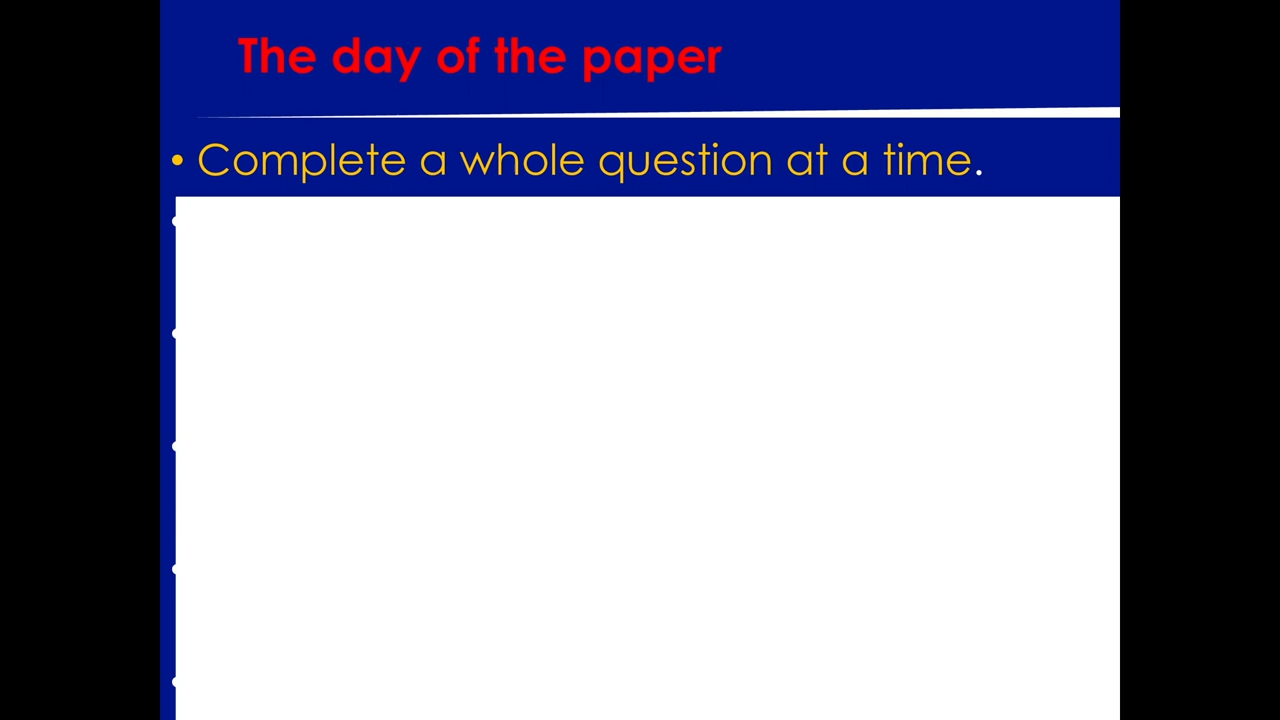 The day of the paper
• Complete a whole question at a time.